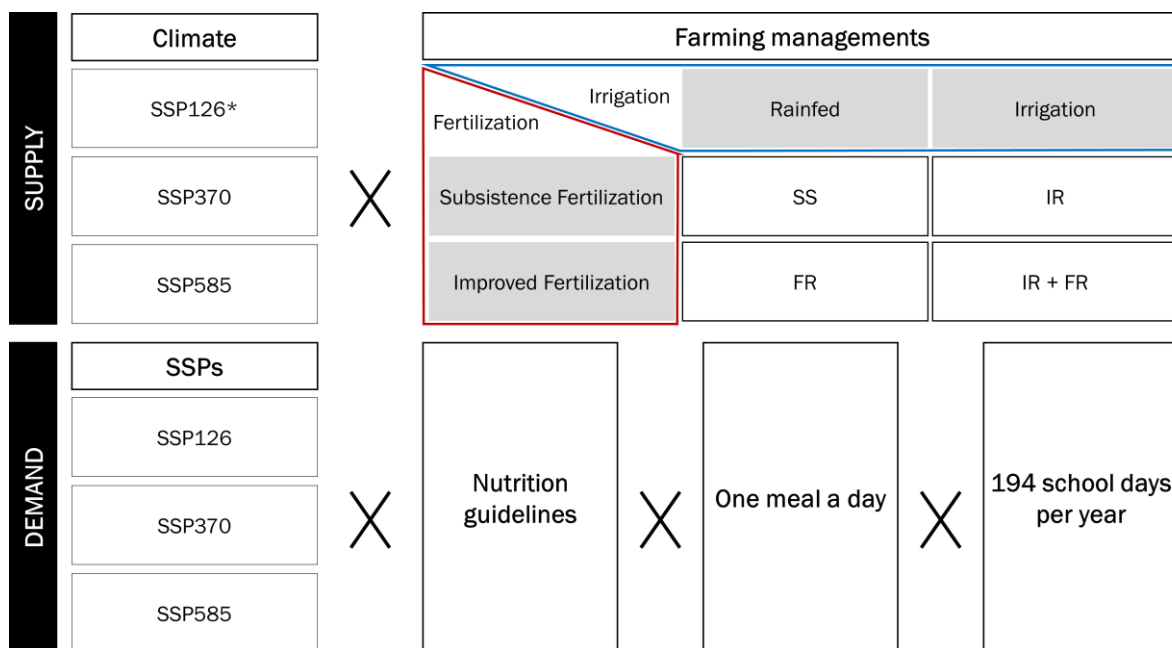 SUPPLY
Climate
SSP126*
SSP370
SSP585
Farming managements
Irrigation
Fertilization
Rainfed
Irrigation
Subsistence Fertilization
SS
IR
Improved Fertilization
FR
IR + FR
DEMAND
SSPs
SSP126
SSP370
SSP585
Nutrition
guidelines
One meal a day
194 school days
per year